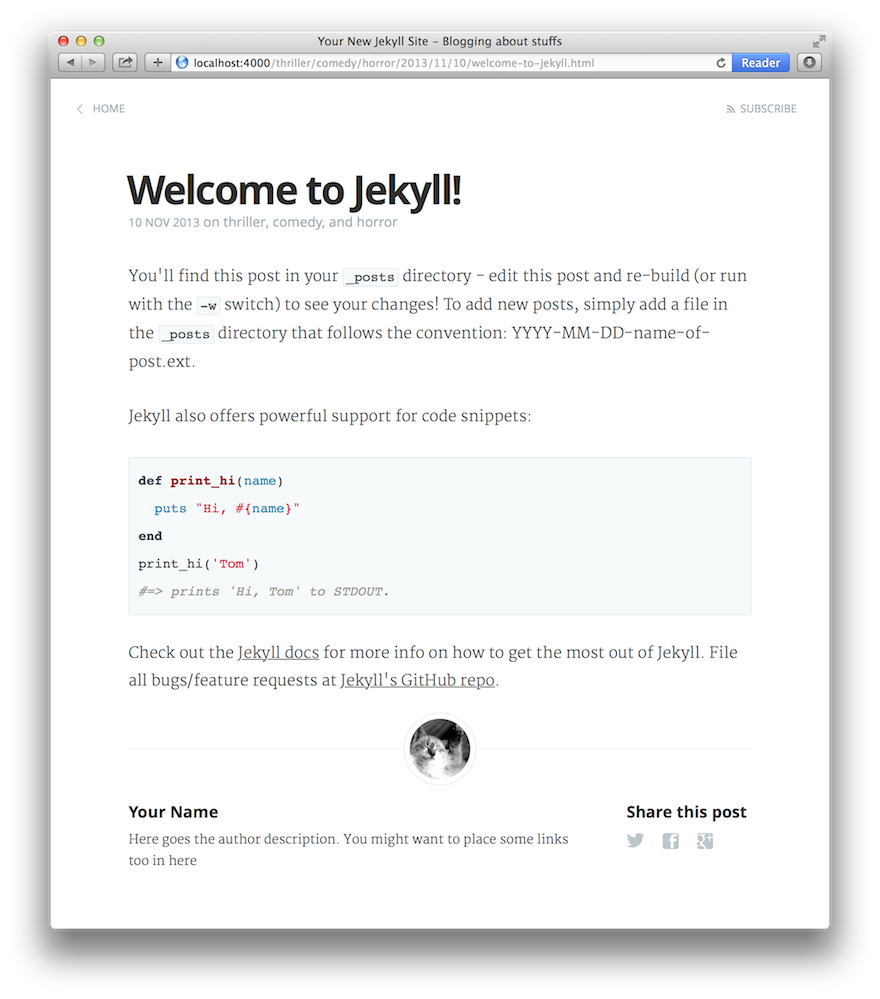 Your New Jekyll Site – Blogging about stuffs
localhost:4000/thriller/comedy/horror/2013/11/10/welcome-to-jekyll.html
Reader
HOME
SUBSCRIBE
Welcome to Jekyll!
10 NOV 2013 on thriller, comedy, and horror
You'll find this post in your _posts directory - edit this post and re-build (or run
with the -w switch) to see your changes! To add new posts, simply add a file in
the _posts directory that follows the convention: YYYY-MM-DD-name-of-
post.ext.
Jekyll also offers powerful support for code snippets:
def print_hi(name)
  puts "Hi, #{name}"
end
print_hi('Tom')
#=> prints 'Hi, Tom' to STDOUT.
Check out the Jekyll docs for more info on how to get the most out of Jekyll. File
all bugs/feature requests at Jekyll's GitHub repo.
Your Name
Here goes the author description. You might want to place some links
too in here
Share this post